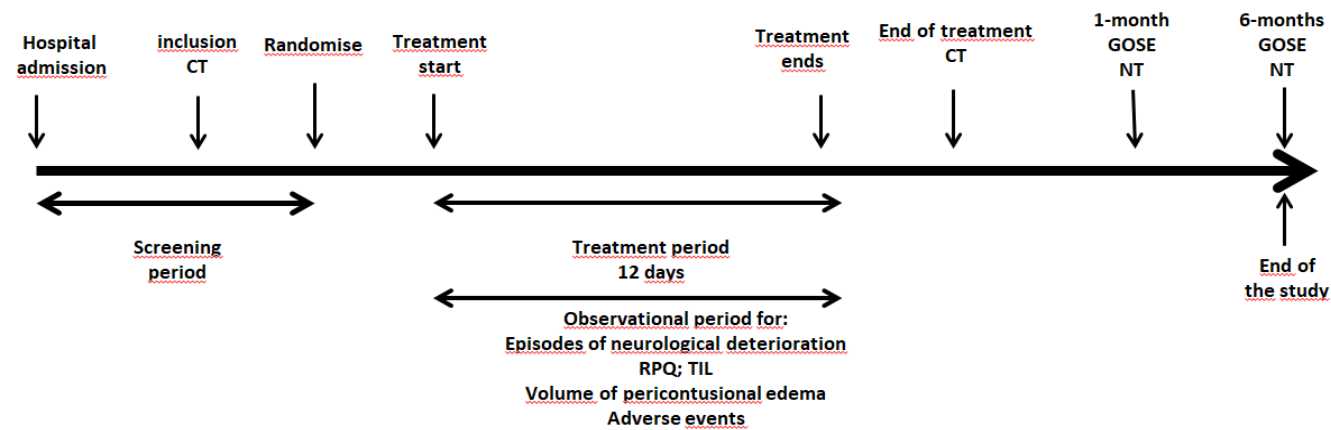 Hospital
admission
inclusion
CT
Randomise
Treatment
start
Treatment
ends
End of treatment
CT
1-month
GOSE
NT
6-months
GOSE
NT
Screening
period
Treatment period
12 days
Observational period for:
Episodes of neurological deterioration
RPQ; TIL
Volume of pericontusional edema
Adverse events
End of
the study